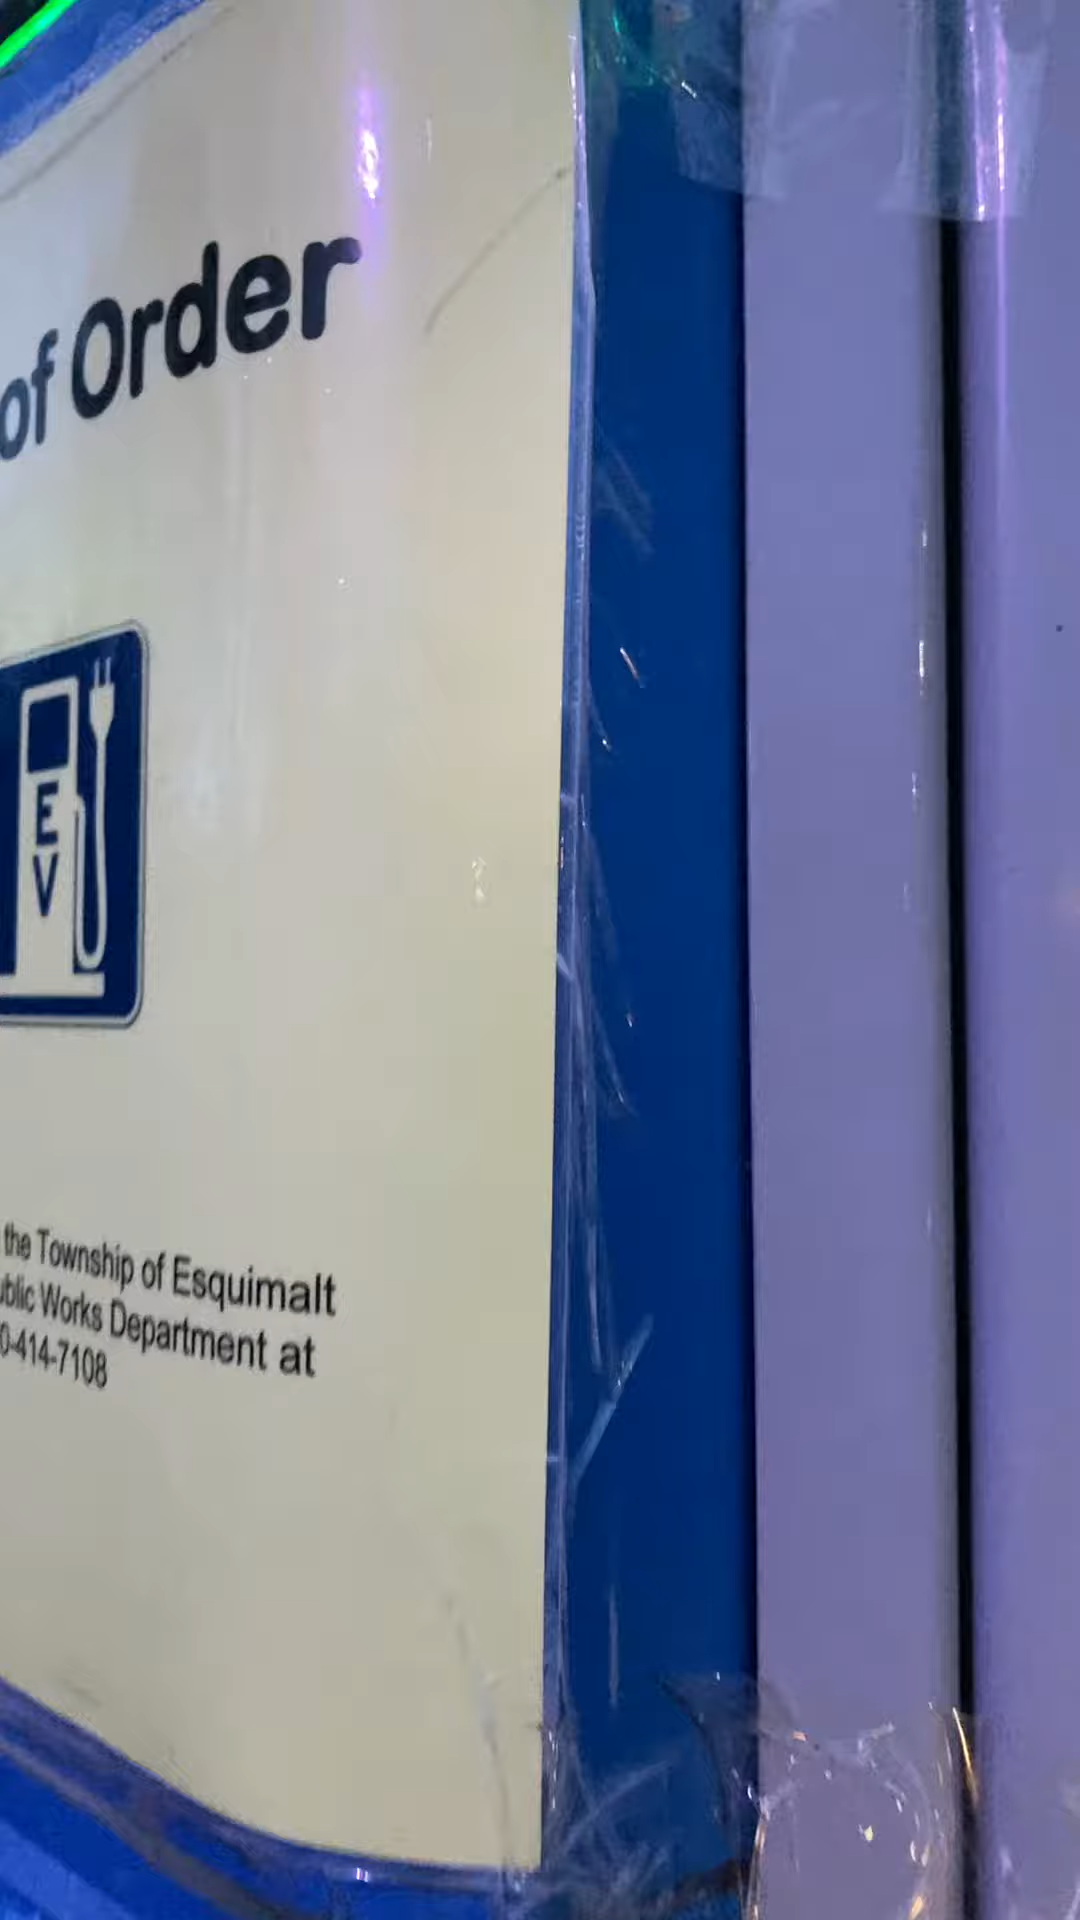 of Order
E
V
the Township of Esquimalt
ublic Works Department at
0-414-7108